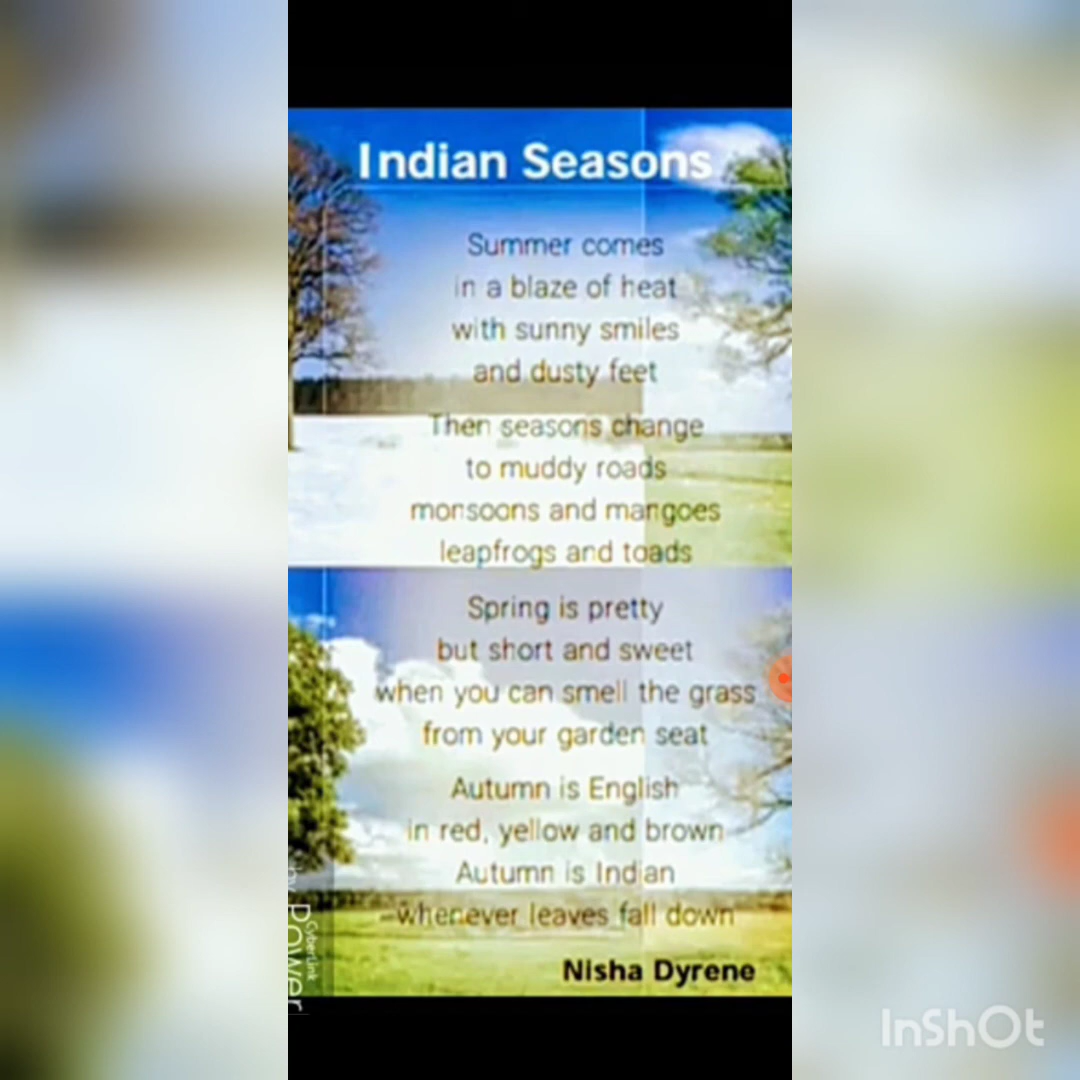 Indian Seasons
Summer comes
in a blaze of heat
with sunny smiles
and dusty feet
Then seasons change
to muddy roads
monsoons and mangoes
leapfrogs and toads
Spring is pretty
but short and sweet
when you can smell the grass
from your garden seat
Autumn is English
in red, yellow and brown
Autumn is Indian
–whenever leaves fall down
Nisha Dyrene
CyberLink
Power
InShOt